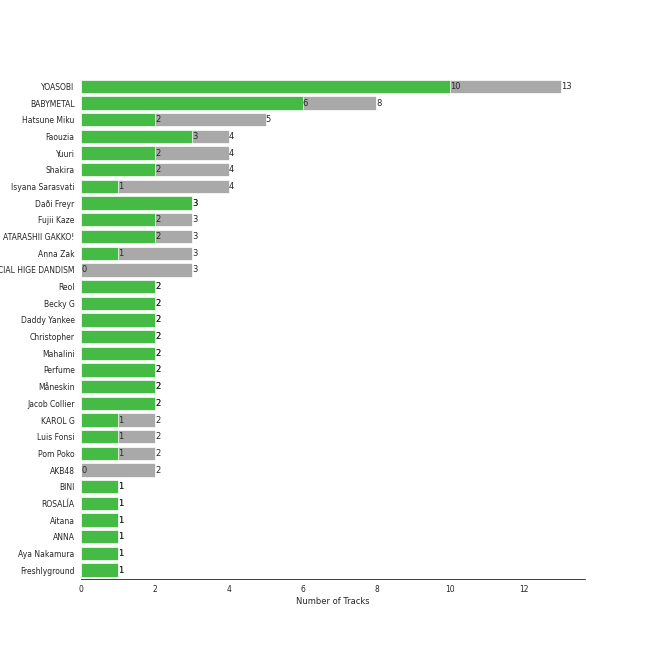 YOASOBI 10 13
BABYMETAL 6 8
Hatsune Miku 2 5
Faouzia 3 4
Yuuri 2 4
Shakira 2 4
Isyana Sarasvati 1 4
Daði Freyr 3
Fujii Kaze 2 3
ATARASHII GAKKO! 2 3
Anna Zak 1 3
CIAL HIGE DANDISM 0 3
Reol 2
Becky G 2
Daddy Yankee 2
Christopher 2
Mahalini 2
Perfume 2
Måneskin 2
Jacob Collier 2
KAROL G 1 2
Luis Fonsi 1 2
Pom Poko 1 2
AKB48 0 2
BINI 1
ROSALÍA 1
Aitana 1
ANNA 1
Aya Nakamura 1
Freshlyground 1
0 2 4 6 8 10 12
Number of Tracks